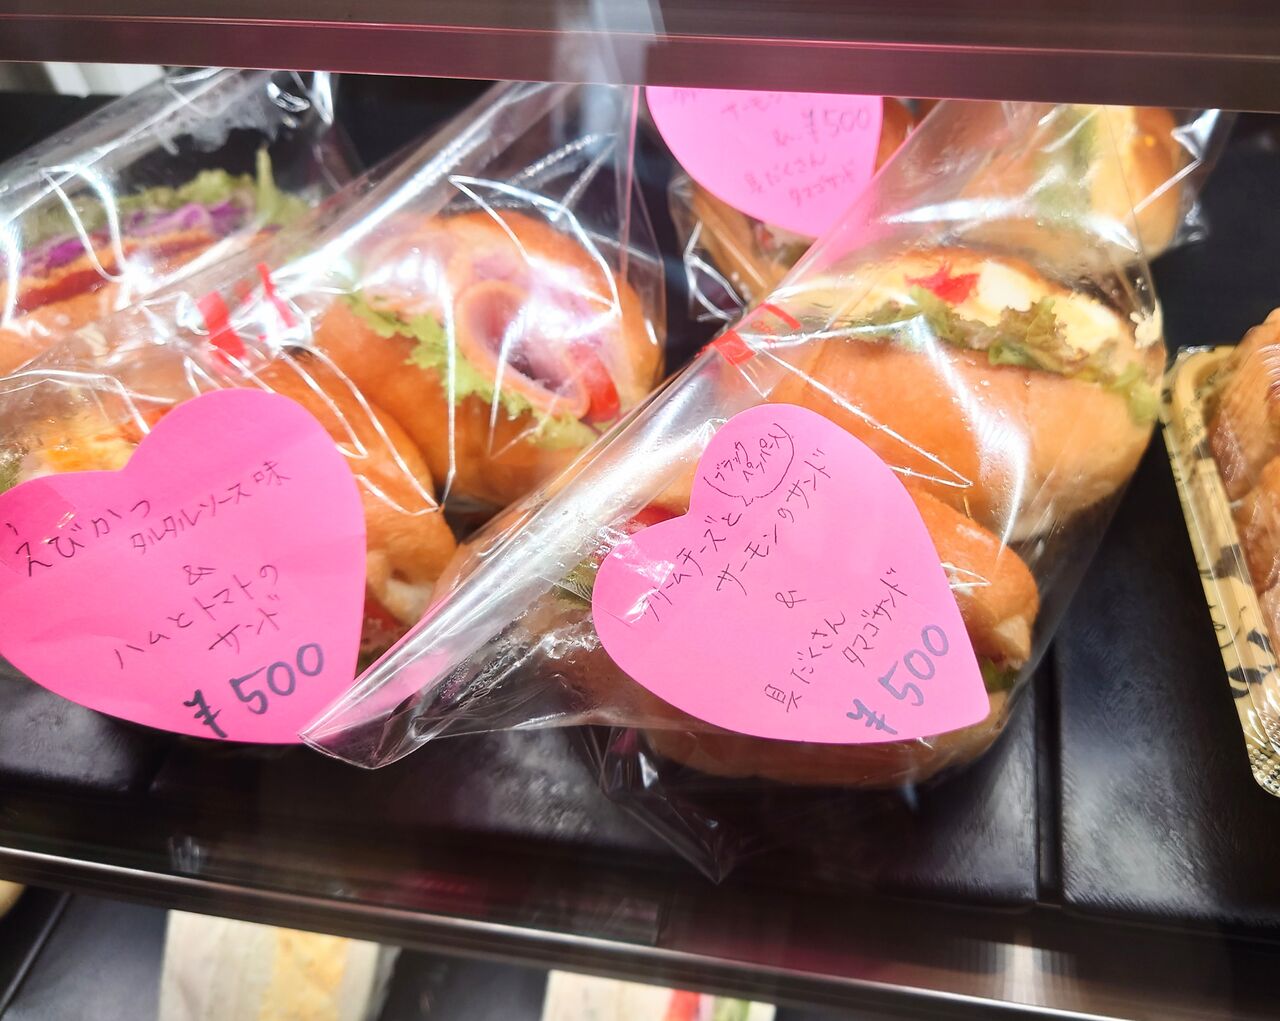 えびかつ
タルタルソース味
&
ハムとトマトの
サンド
¥500
クリームチーズと
(ブラック
ペッパー入)
サーモンのサンド
&
具だくさん
タマゴサンド
¥500
サーモン
¥500
具だくさん
タマゴサンド